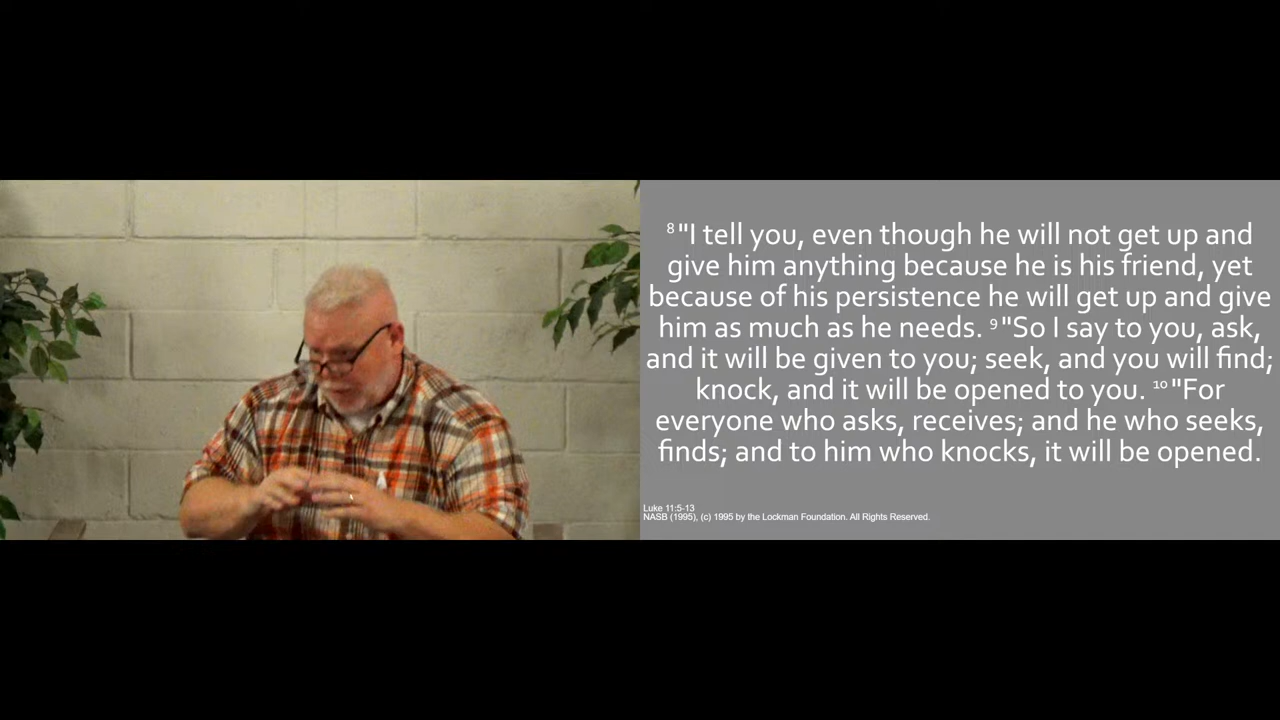 8 "I tell you, even though he will not get up and
give him anything because he is his friend, yet
because of his persistence he will get up and give
him as much as he needs. 9 "So I say to you, ask,
and it will be given to you; seek, and you will find;
knock, and it will be opened to you. 10 "For
everyone who asks, receives; and he who seeks,
finds; and to him who knocks, it will be opened.
Luke 11:5-13
NASB (1995), (c) 1995 by the Lockman Foundation. All Rights Reserved.